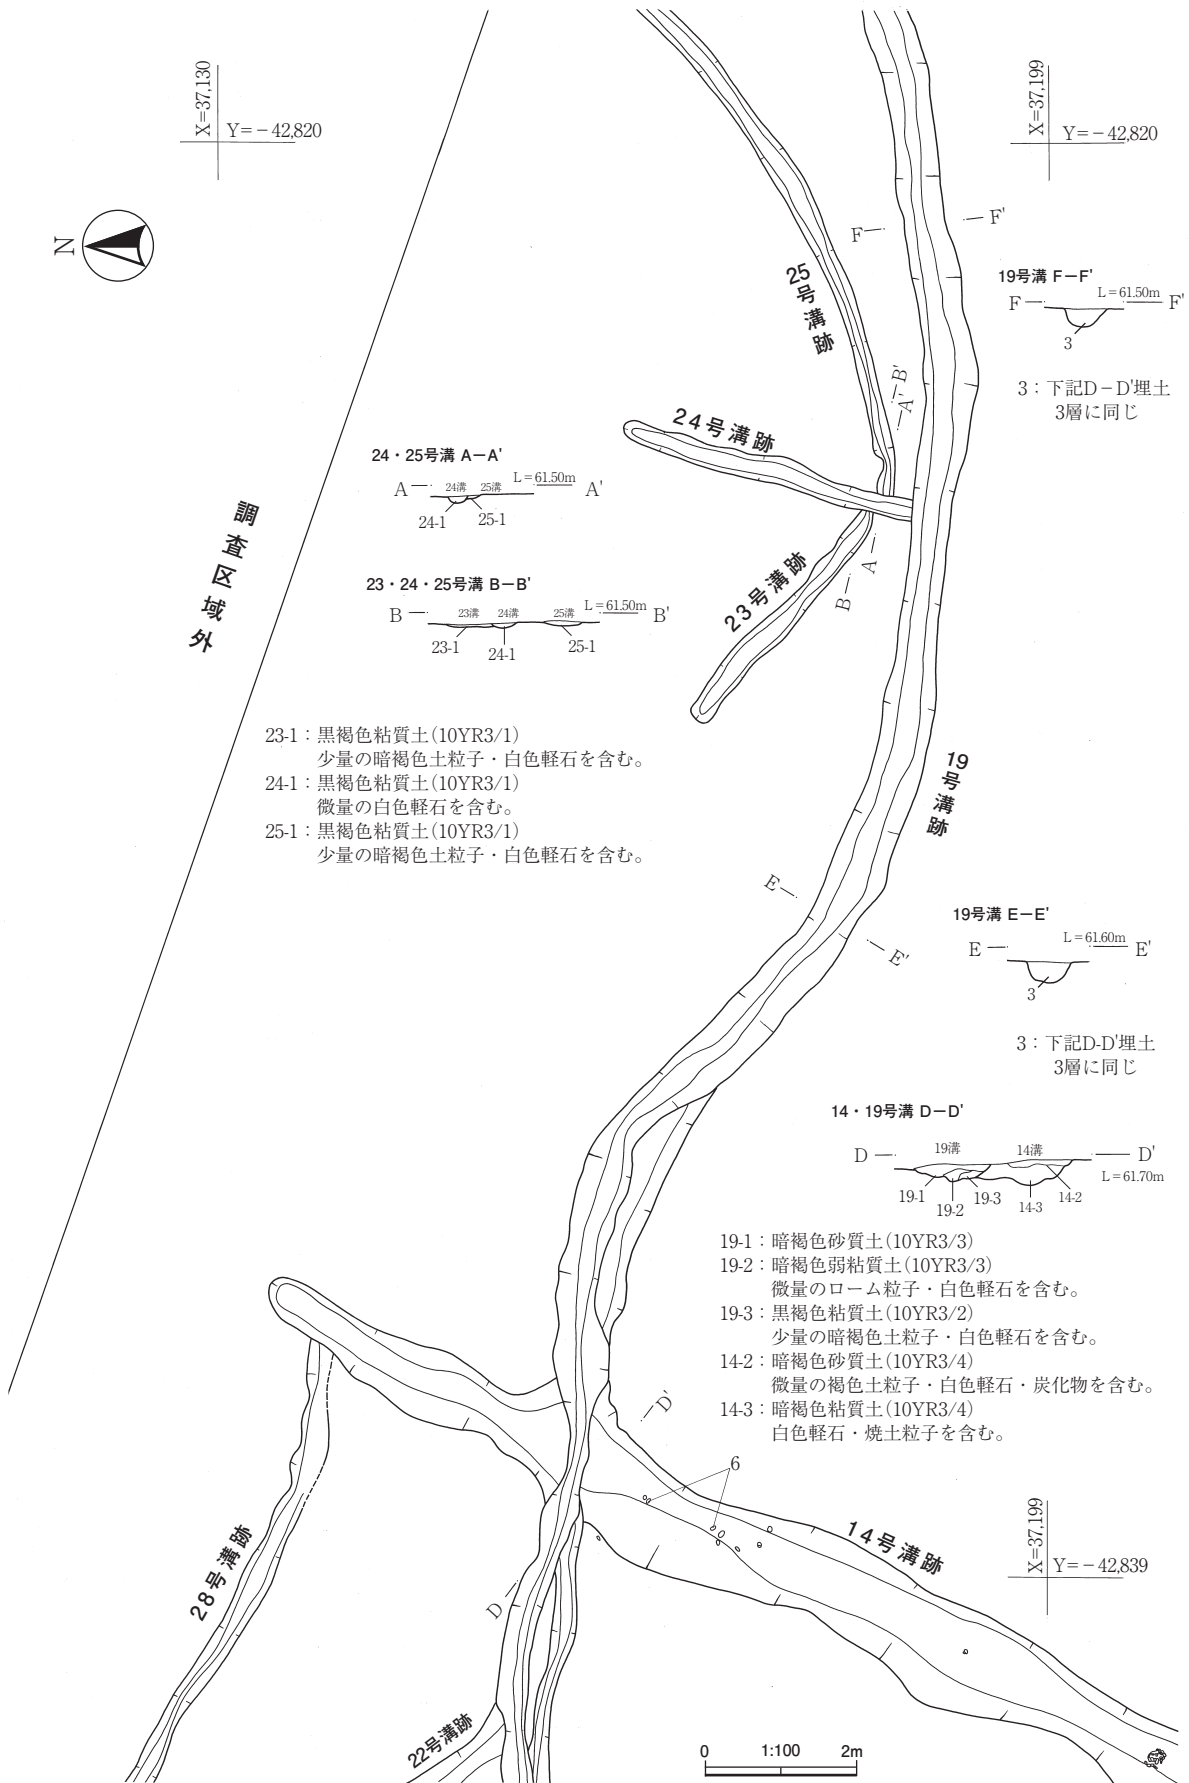 X=37,130
Y=－42,820
X=37,199
Y=－42,820
N
F
F'
25号溝跡
19号溝 F－F'
L＝61.50m
F
F'
3
3：下記D－D'埋土
3層に同じ
B'
A'
24号溝跡
24・25号溝 A－A'
L＝61.50m
A
24溝
25溝
A'
24-1
25-1
調査区域外
A
B
23号溝跡
23・24・25号溝 B－B'
L＝61.50m
B
23溝
24溝
25溝
B'
23-1
24-1
25-1
23-1：黒褐色粘質土(10YR3/1)
少量の暗褐色土粒子・白色軽石を含む。
24-1：黒褐色粘質土(10YR3/1)
微量の白色軽石を含む。
25-1：黒褐色粘質土(10YR3/1)
少量の暗褐色土粒子・白色軽石を含む。
19号溝跡
E
E'
19号溝 E－E'
L＝61.60m
E
E'
3
3：下記D-D'埋土
3層に同じ
14・19号溝 D－D'
D
19溝
14溝
D'
L＝61.70m
19-1
19-2
19-3
14-3
14-2
19-1：暗褐色砂質土(10YR3/3)
19-2：暗褐色弱粘質土(10YR3/3)
微量のローム粒子・白色軽石を含む。
19-3：黒褐色粘質土(10YR3/2)
少量の暗褐色土粒子・白色軽石を含む。
14-2：暗褐色砂質土(10YR3/4)
微量の褐色土粒子・白色軽石・炭化物を含む。
14-3：暗褐色粘質土(10YR3/4)
白色軽石・焼土粒子を含む。
D'
6
14号溝跡
X=37,199
Y=－42,839
28号溝跡
D
22号溝跡
0
1:100
2m